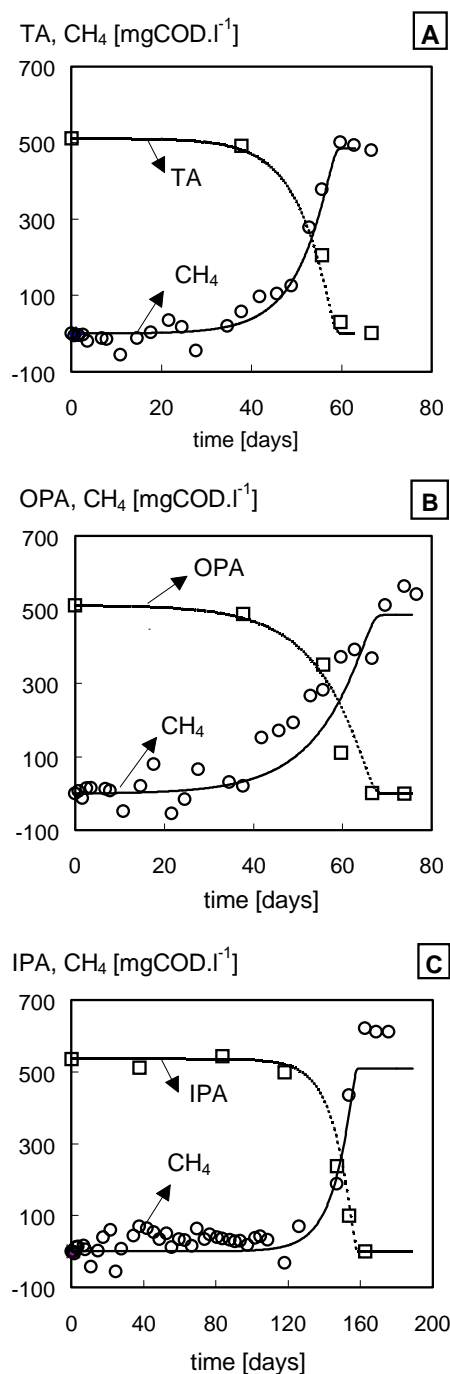 TA, CH₄ [mgCOD.l⁻¹] A
700
500
300
100
-100
TA
CH₄
0 20 40 60 80
time [days]
OPA, CH₄ [mgCOD.l⁻¹] B
700
500
300
100
-100
OPA
CH₄
0 20 40 60 80
time [days]
IPA, CH₄ [mgCOD.l⁻¹] C
700
500
300
100
-100
IPA
CH₄
0 40 80 120 160 200
time [days]